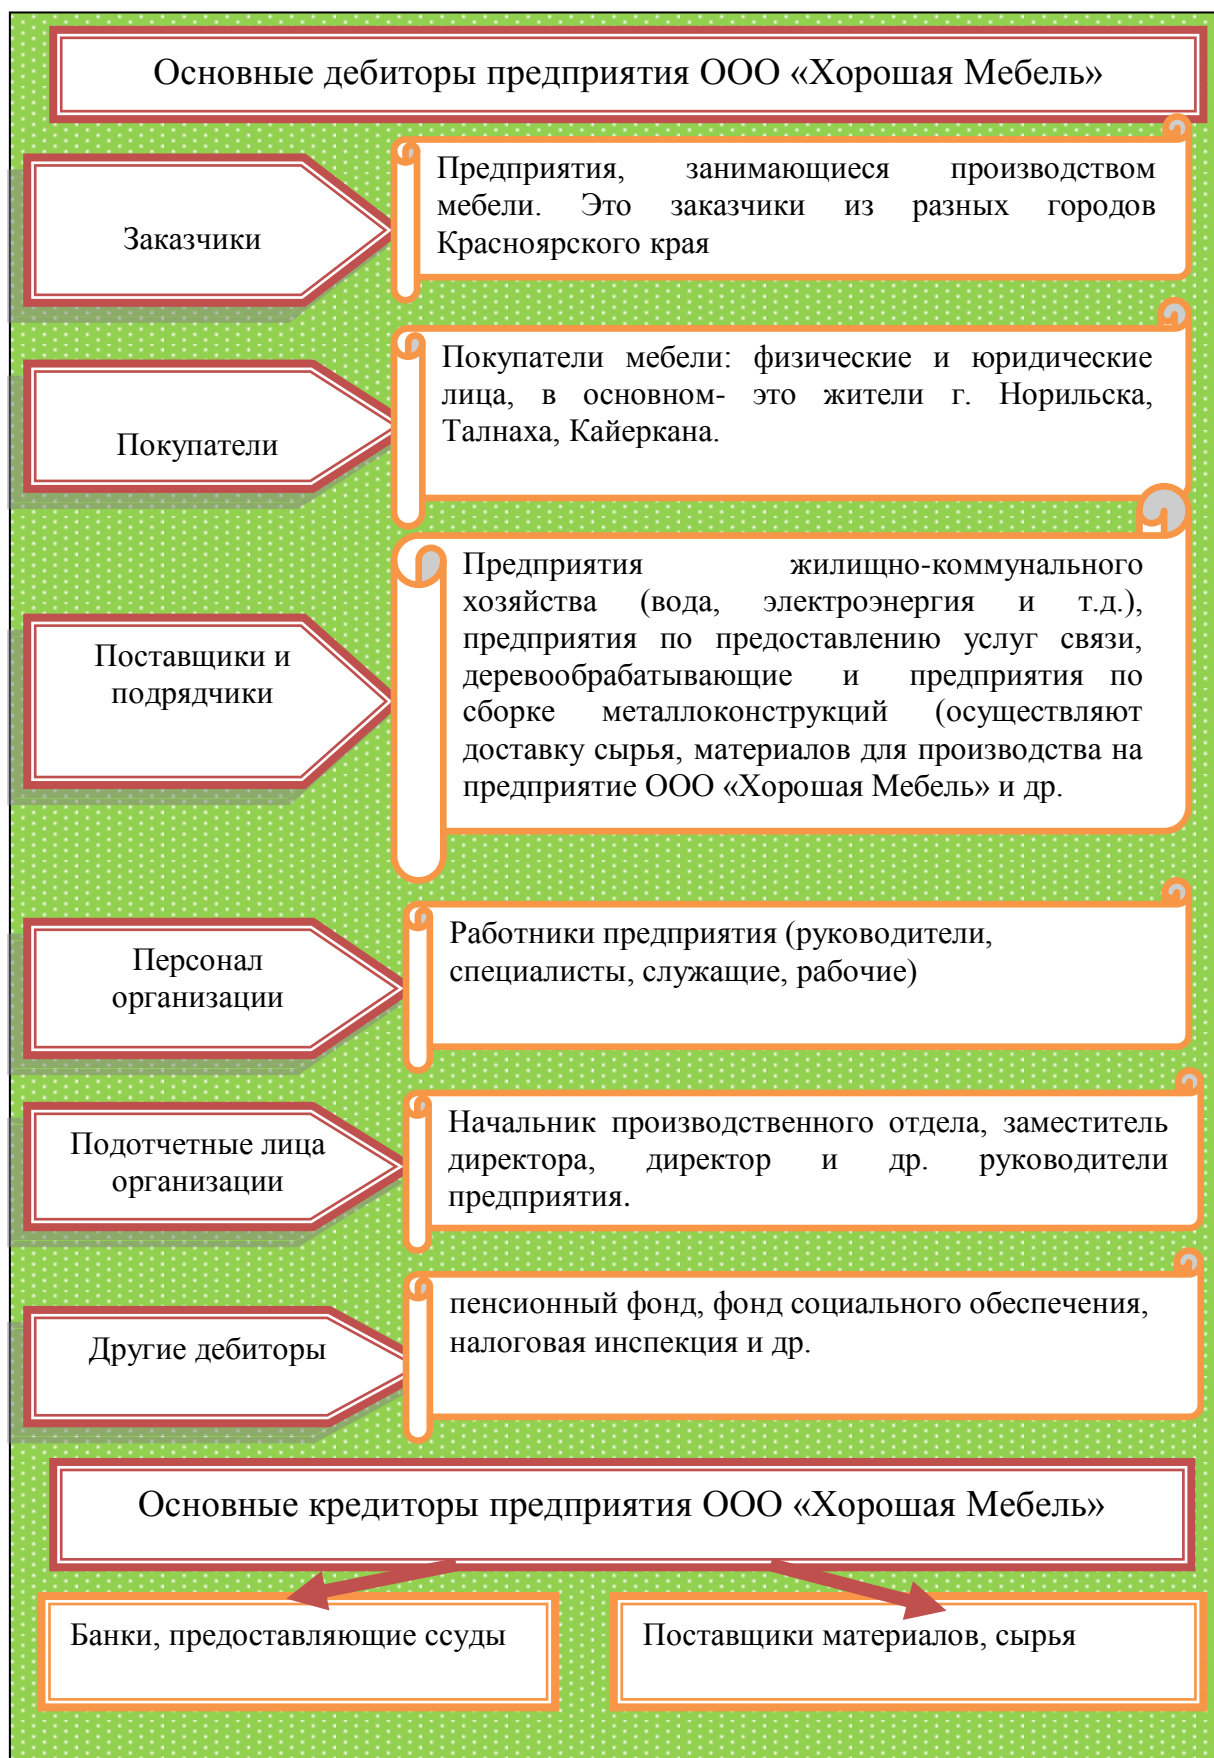 Основные дебиторы предприятия ООО «Хорошая Мебель»
Заказчики
Предприятия, занимающиеся производством
мебели. Это заказчики из разных городов
Красноярского края
Покупатели
Покупатели мебели: физические и юридические
лица, в основном- это жители г. Норильска,
Талнаха, Кайеркана.
Поставщики и
подрядчики
Предприятия жилищно-коммунального
хозяйства (вода, электроэнергия и т.д.),
предприятия по предоставлению услуг связи,
деревообрабатывающие и предприятия по
сборке металлоконструкций (осуществляют
доставку сырья, материалов для производства на
предприятие ООО «Хорошая Мебель» и др.
Персонал
организации
Работники предприятия (руководители,
специалисты, служащие, рабочие)
Подотчетные лица
организации
Начальник производственного отдела, заместитель
директора, директор и др. руководители
предприятия.
Другие дебиторы
пенсионный фонд, фонд социального обеспечения,
налоговая инспекция и др.
Основные кредиторы предприятия ООО «Хорошая Мебель»
Банки, предоставляющие ссуды
Поставщики материалов, сырья